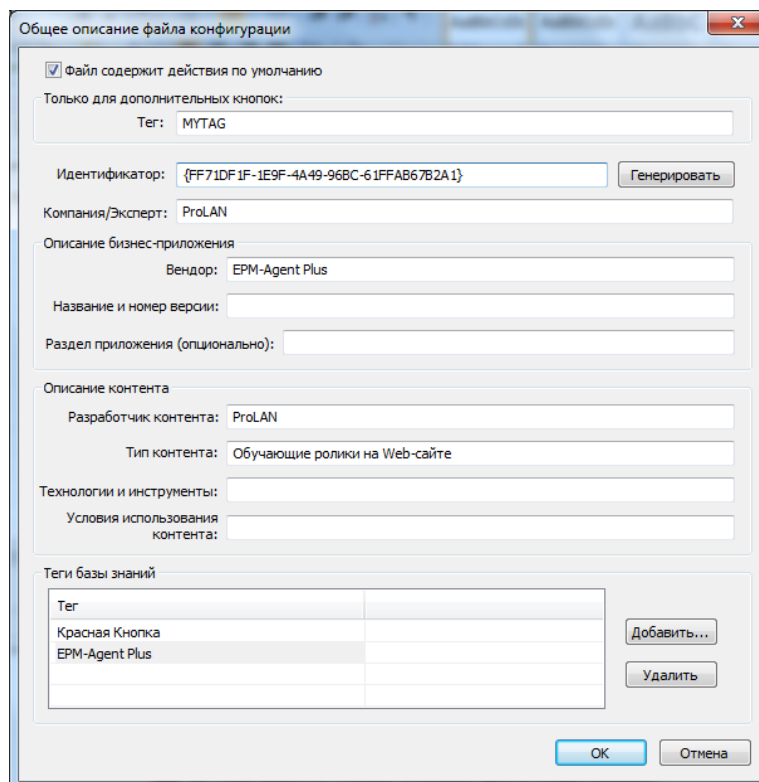 Общее описание файла конфигурации
Файл содержит действия по умолчанию
Только для дополнительных кнопок:
Тег: MYTAG
Идентификатор: {FF71DF1F-1E9F-4A49-96BC-61FFAB67B2A1} Генерировать
Компания/Эксперт: ProLAN
Описание бизнес-приложения
Вендор: EPM-Agent Plus
Название и номер версии:
Раздел приложения (опционально):
Описание контента
Разработчик контента: ProLAN
Тип контента: Обучающие ролики на Web-сайте
Технологии и инструменты:
Условия использования
контента:
Теги базы знаний
Тег
Красная Кнопка Добавить...
EPM-Agent Plus
Удалить
OK Отмена